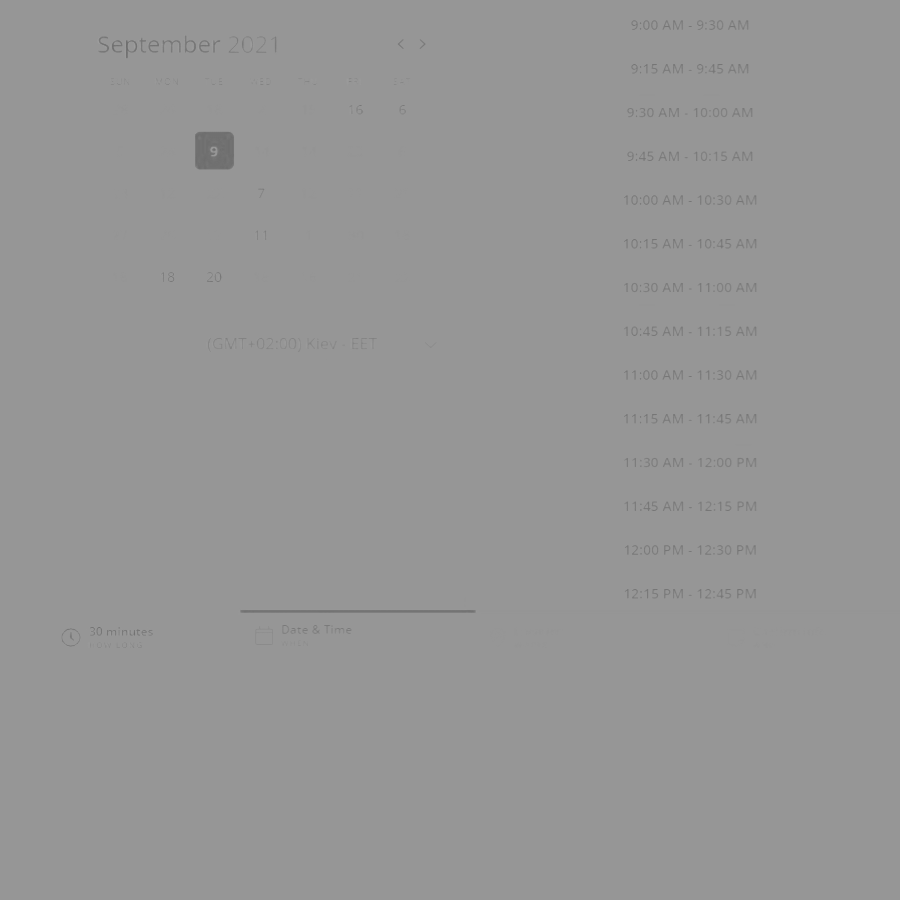 September 2021
SUN MON TUE WED THU FRI SAT
16 6
9
7
11
18 20
(GMT+02:00) Kiev - EET
9:00 AM - 9:30 AM
9:15 AM - 9:45 AM
9:30 AM - 10:00 AM
9:45 AM - 10:15 AM
10:00 AM - 10:30 AM
10:15 AM - 10:45 AM
10:30 AM - 11:00 AM
10:45 AM - 11:15 AM
11:00 AM - 11:30 AM
11:15 AM - 11:45 AM
11:30 AM - 12:00 PM
11:45 AM - 12:15 PM
12:00 PM - 12:30 PM
12:15 PM - 12:45 PM
30 minutes
Date & Time